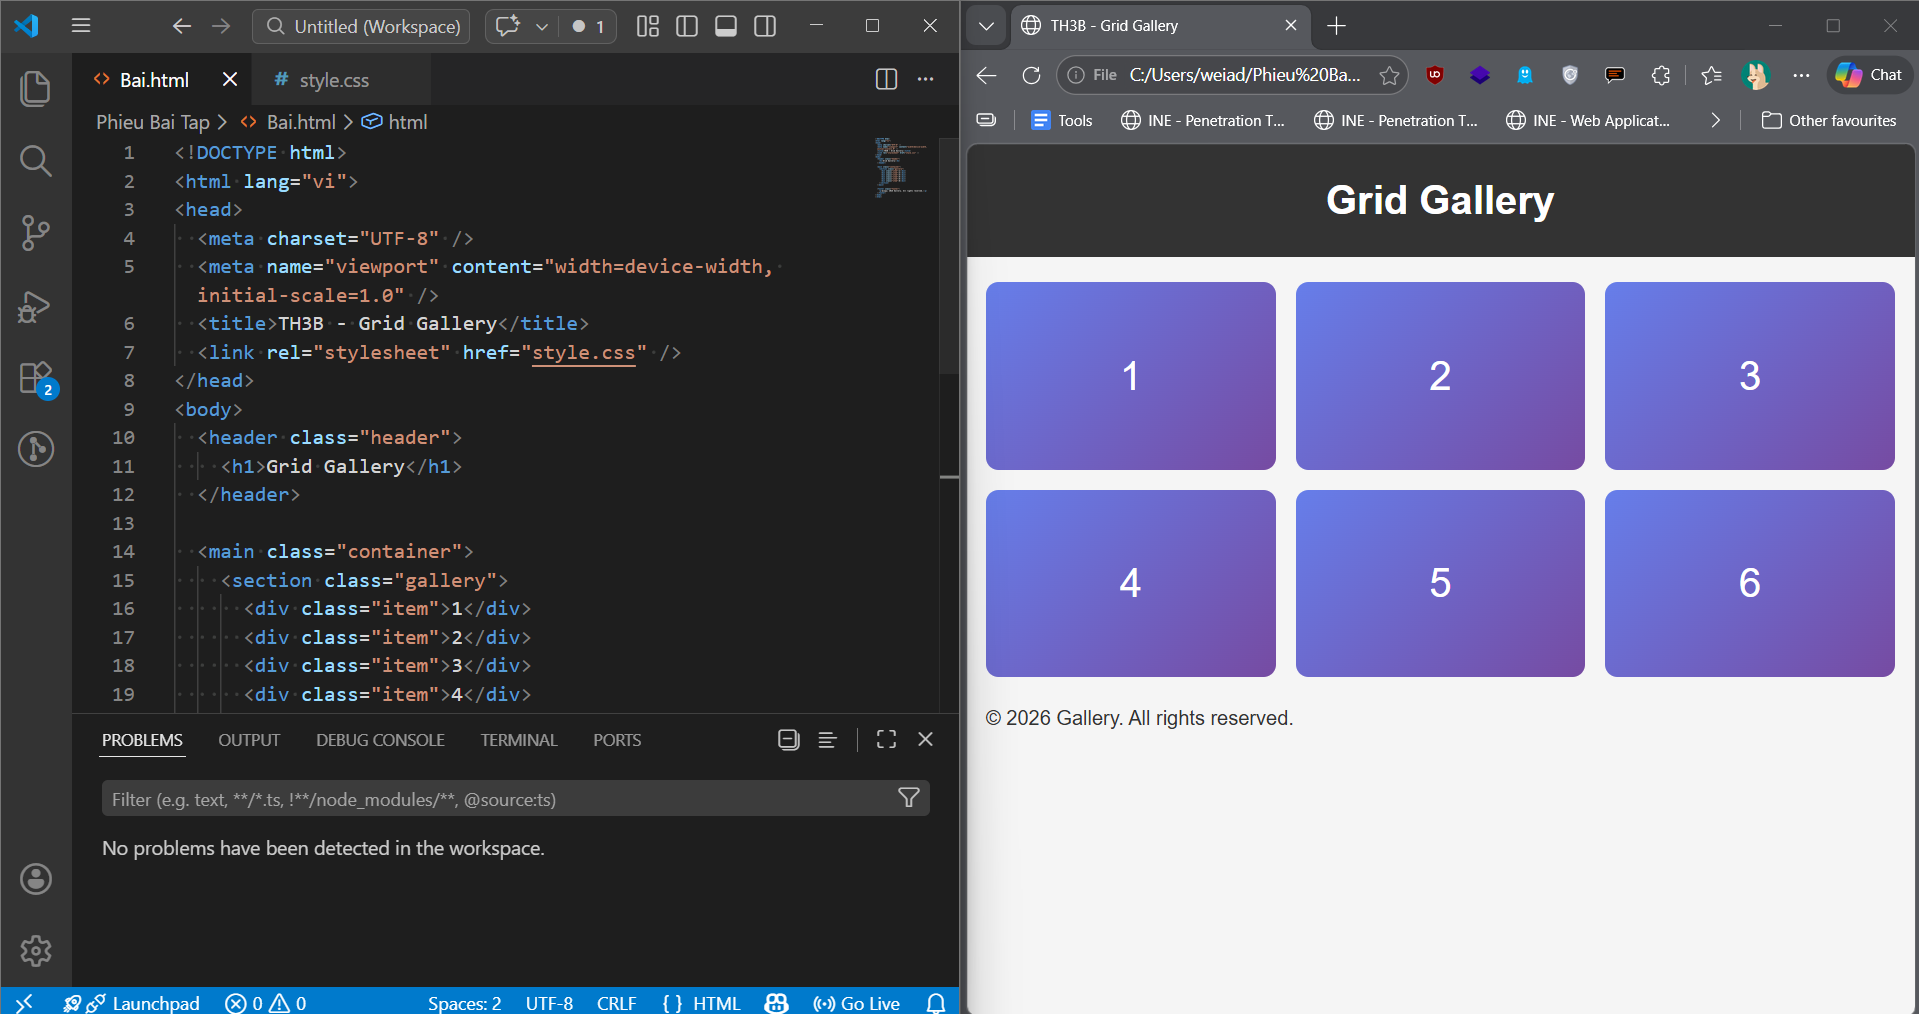 Untitled (Workspace)
1
Bai.html
# style.css
Phieu Bai Tap > <> Bai.html > html
1 <!DOCTYPE html>
2 <html lang="vi">
3 <head>
4 <meta charset="UTF-8" />
5 <meta name="viewport" content="width=device-width,
initial-scale=1.0" />
6 <title>TH3B - Grid Gallery</title>
7 <link rel="stylesheet" href="style.css" />
8 </head>
9 <body>
10 <header class="header">
11 <h1>Grid Gallery</h1>
12 </header>
13
14 <main class="container">
15 <section class="gallery">
16 <div class="item">1</div>
17 <div class="item">2</div>
18 <div class="item">3</div>
19 <div class="item">4</div>
2
PROBLEMS OUTPUT DEBUG CONSOLE TERMINAL PORTS
Filter (e.g. text, **/*.ts, !**/node_modules/**, @source:ts)
No problems have been detected in the workspace.
Launchpad 0 0 Spaces: 2 UTF-8 CRLF { } HTML Go Live
TH3B - Grid Gallery
File C:/Users/weiad/Phieu%20Ba...
Chat
Tools INE - Penetration T... INE - Penetration T... INE - Web Applicat... Other favourites
Grid Gallery
1 2 3
4 5 6
© 2026 Gallery. All rights reserved.